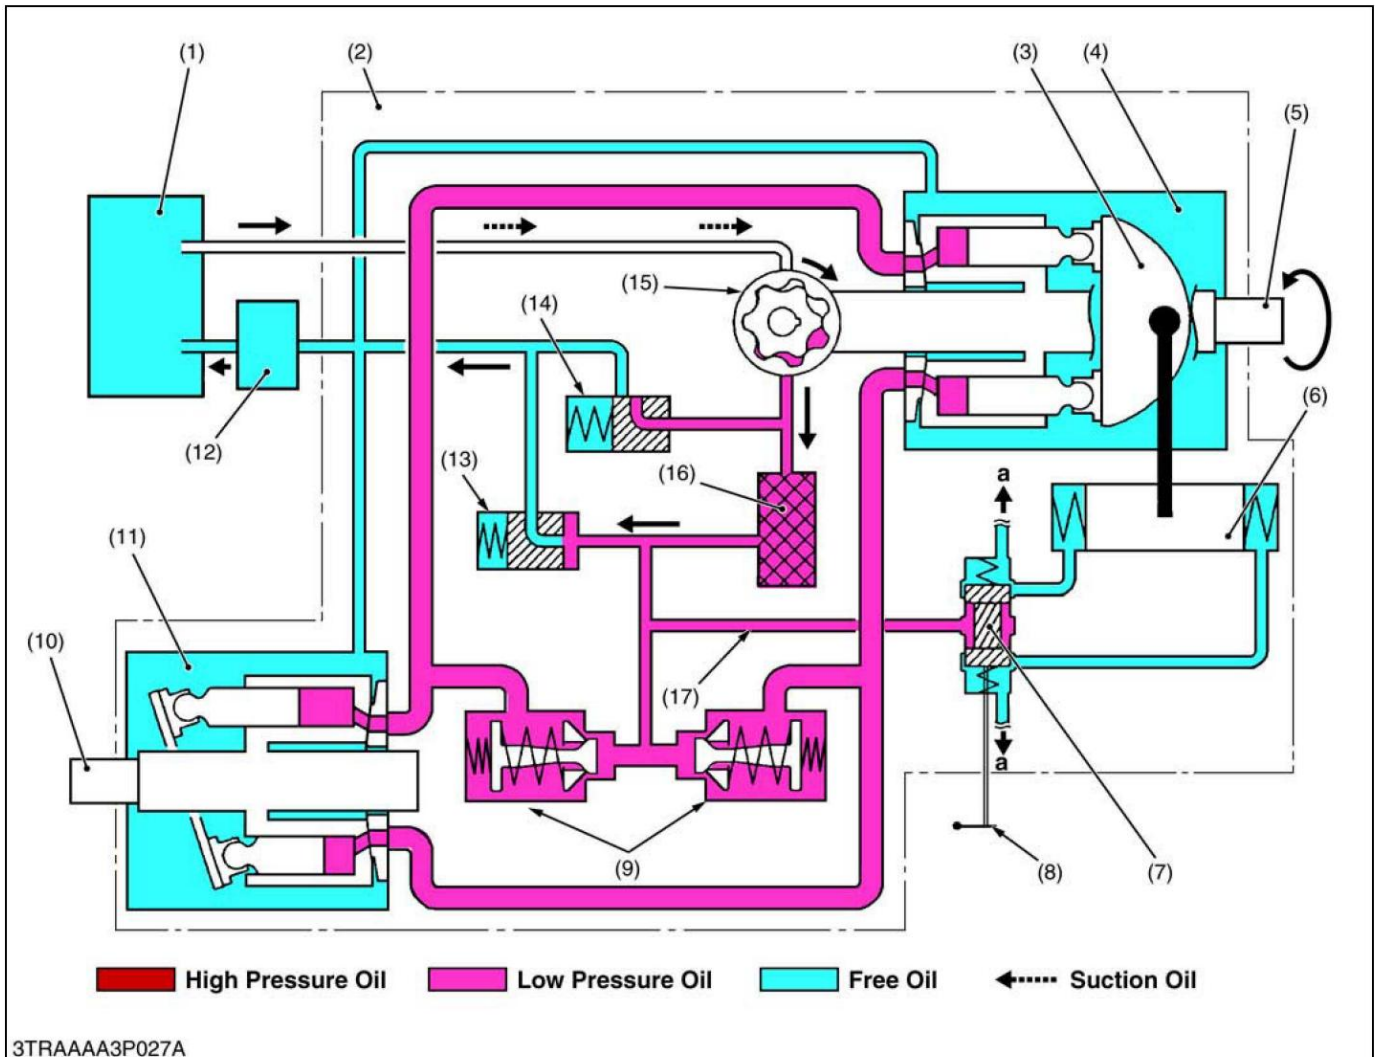 (1)
(2)
(3)
(4)
(5)
(15)
(14)
(6)
(12)
(13)
(16)
a
(11)
(10)
(17)
a
(9)
(8)
(7)
High Pressure Oil
Low Pressure Oil
Free Oil
Suction Oil
3TRAAAA3P027A